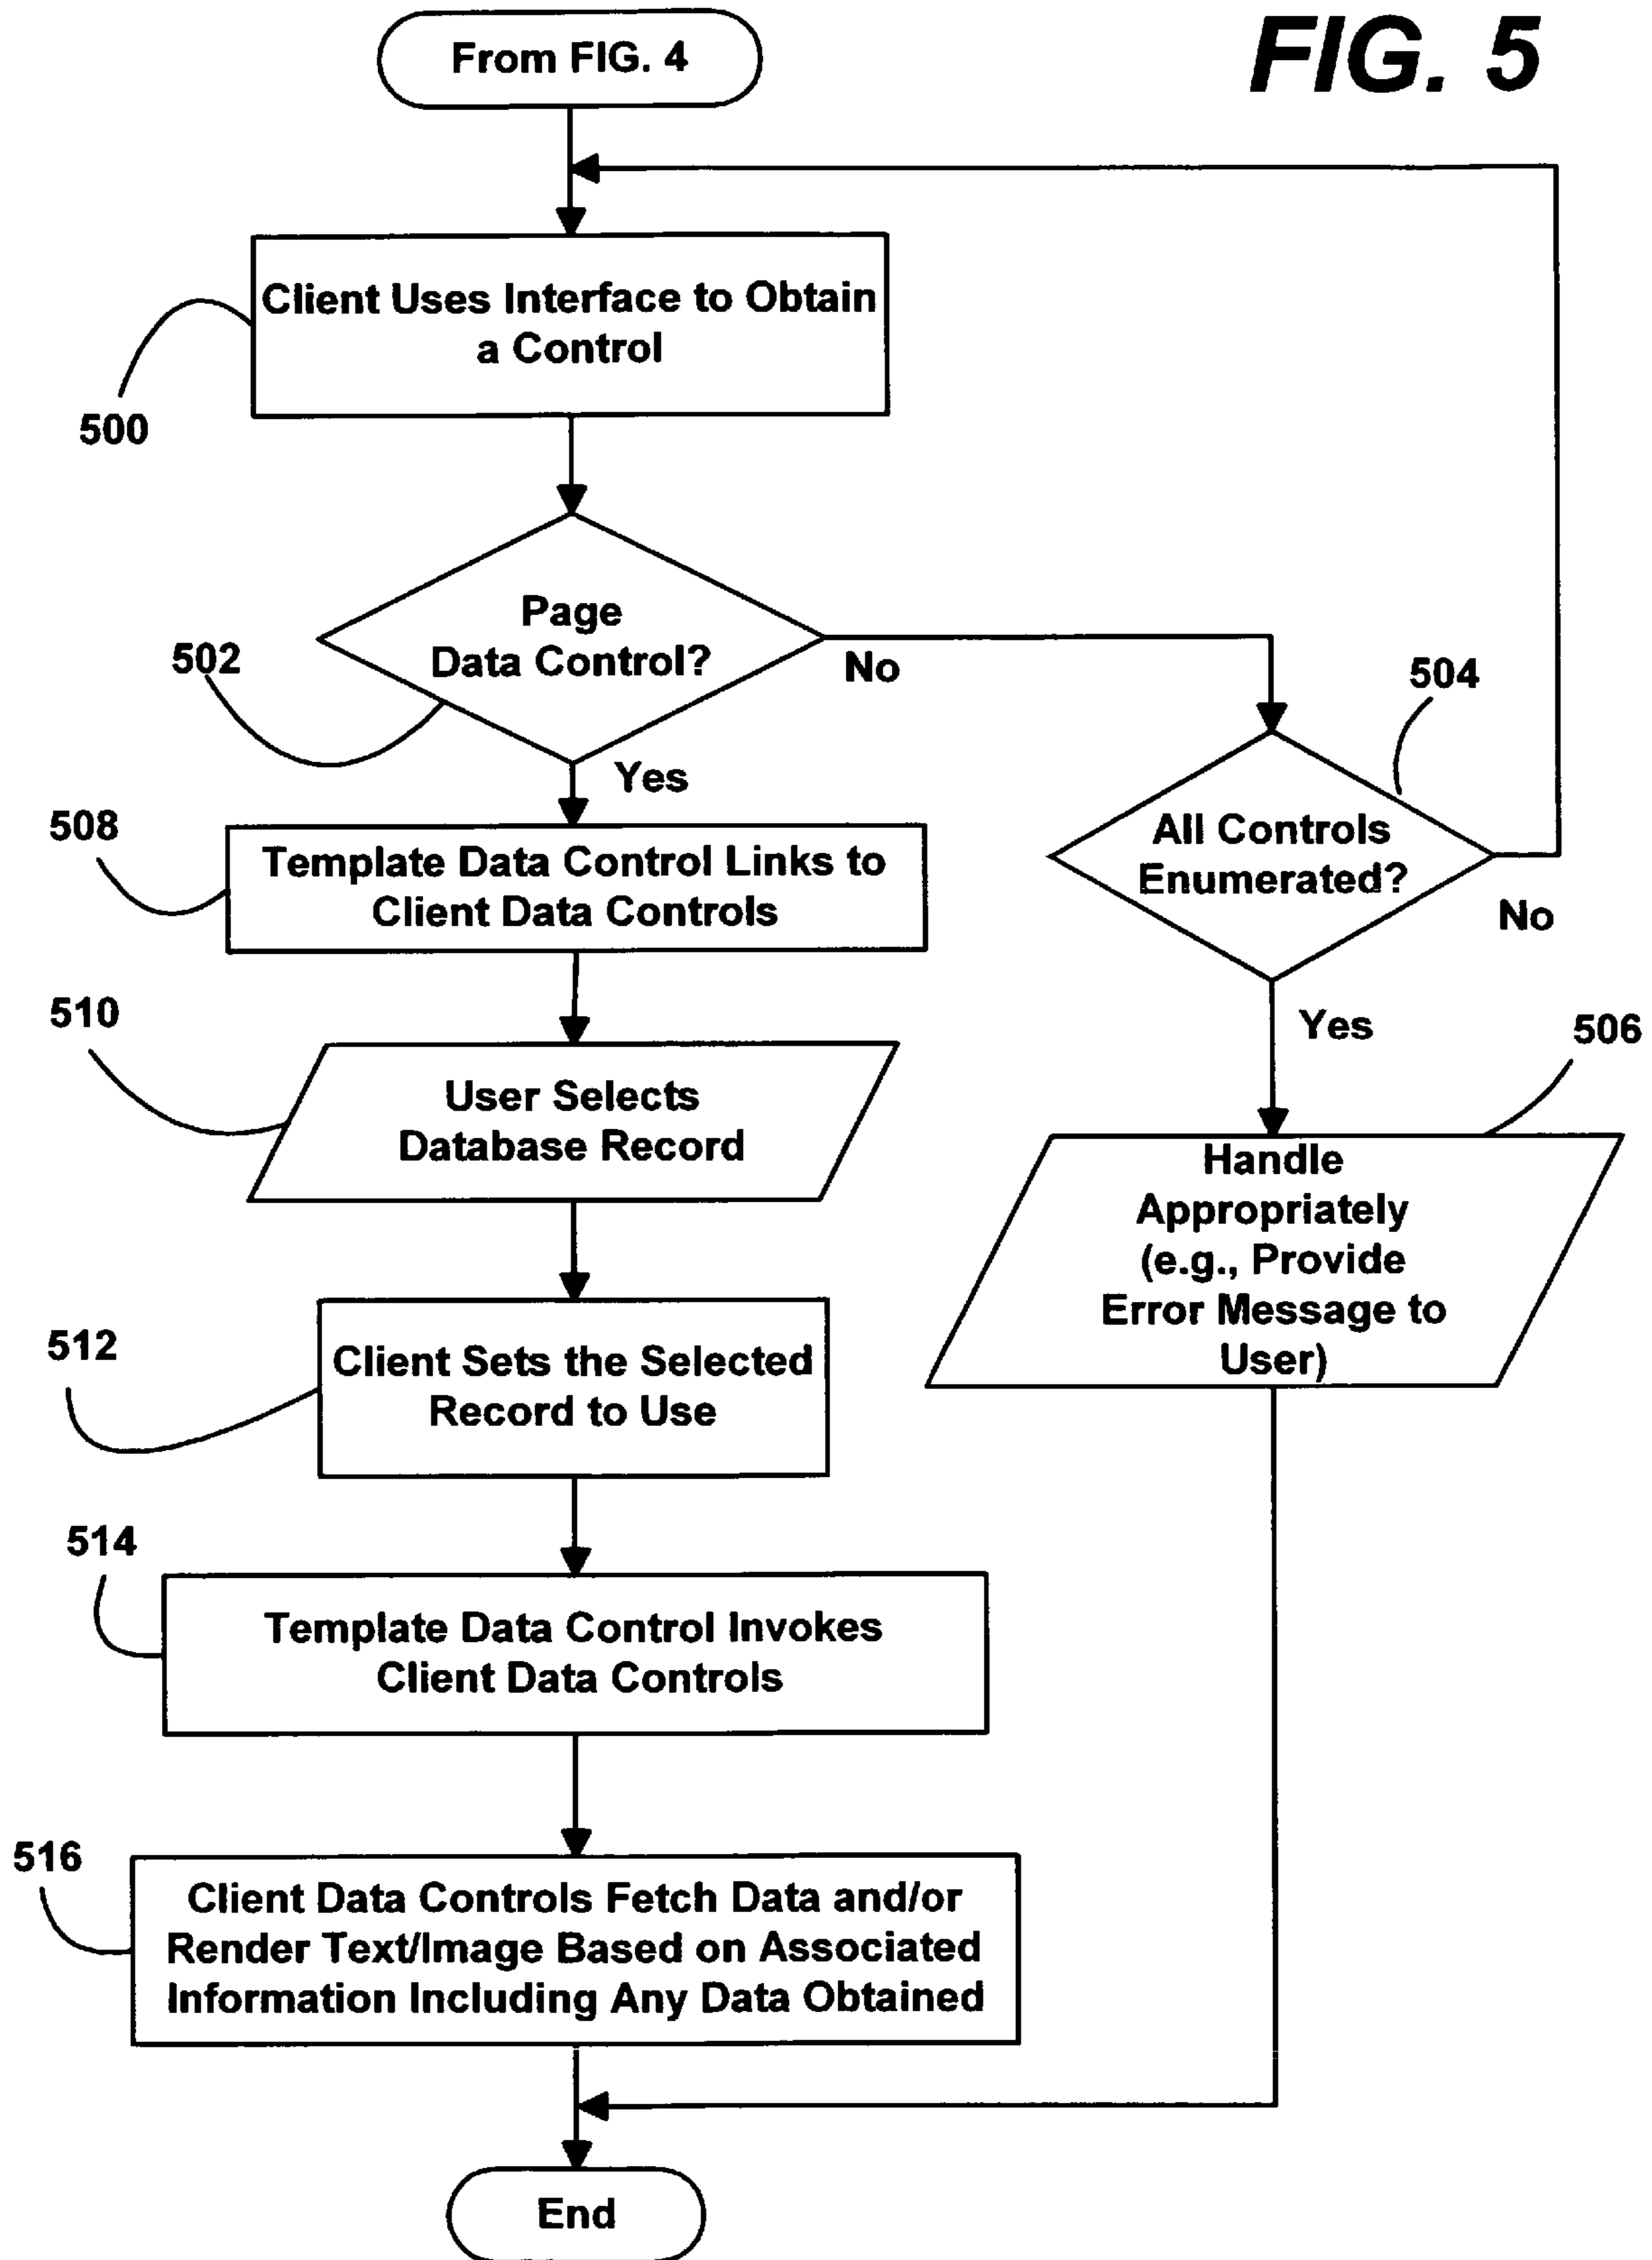 FIG. 5
From FIG. 4
Client Uses Interface to Obtain
a Control
500
Page
Data Control?
502
No
504
All Controls
Enumerated?
No
Yes
508
Template Data Control Links to
Client Data Controls
510
User Selects
Database Record
Yes
506
Handle
Appropriately
(e.g., Provide
Error Message to
User)
512
Client Sets the Selected
Record to Use
514
Template Data Control Invokes
Client Data Controls
516
Client Data Controls Fetch Data and/or
Render Text/Image Based on Associated
Information Including Any Data Obtained
End